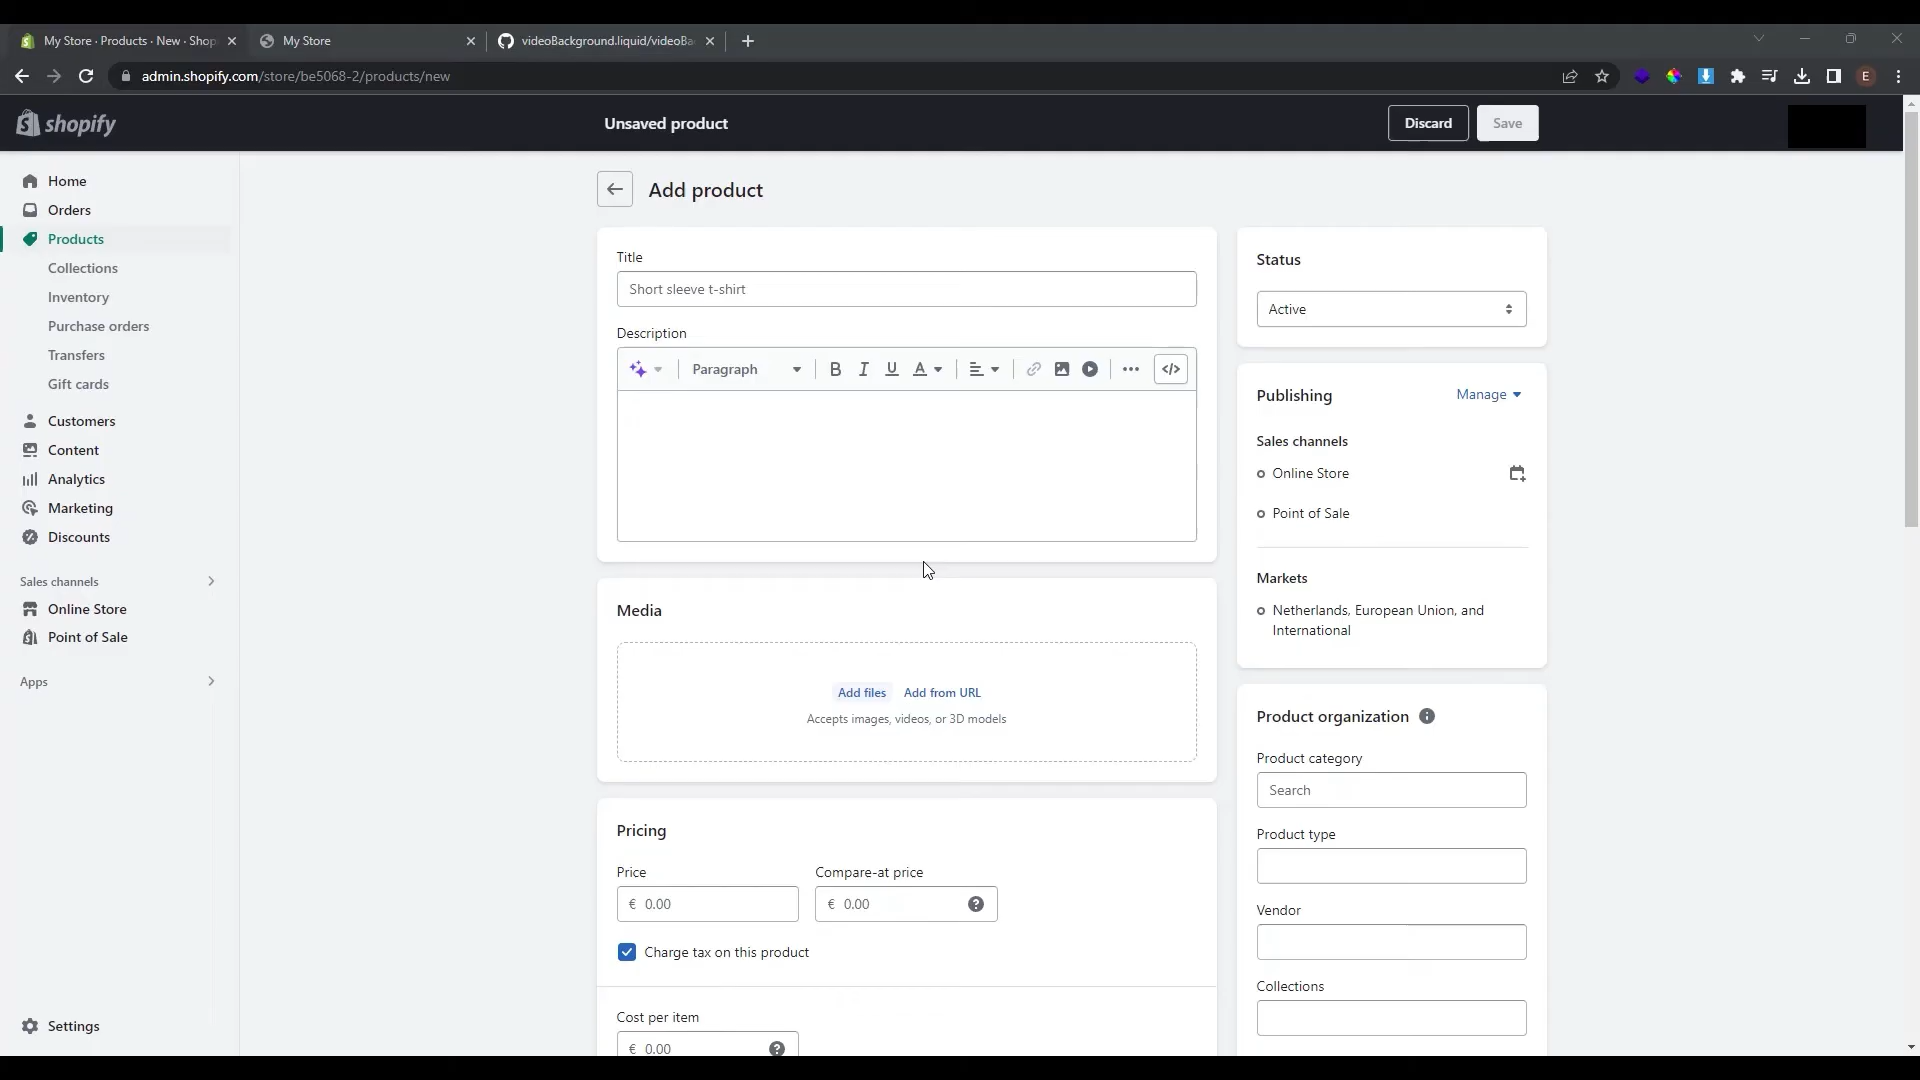 My Store · Products · New · Shop
My Store
videoBackground.liquid/videoBa
admin.shopify.com/store/be5068-2/products/new
E
shopify
Unsaved product
Discard
Save
Home
Orders
Products
Collections
Inventory
Purchase orders
Transfers
Gift cards
Customers
Content
Analytics
Marketing
Discounts
Sales channels
Online Store
Point of Sale
Apps
Settings
Add product
Title
Short sleeve t-shirt
Description
Paragraph
B I U A
Media
Add files Add from URL
Accepts images, videos, or 3D models
Pricing
Price Compare-at price
€ 0.00 € 0.00
Charge tax on this product
Cost per item
€ 0.00
Status
Active
Publishing
Manage
Sales channels
Online Store
Point of Sale
Markets
Netherlands, European Union, and
International
Product organization
Product category
Search
Product type
Vendor
Collections